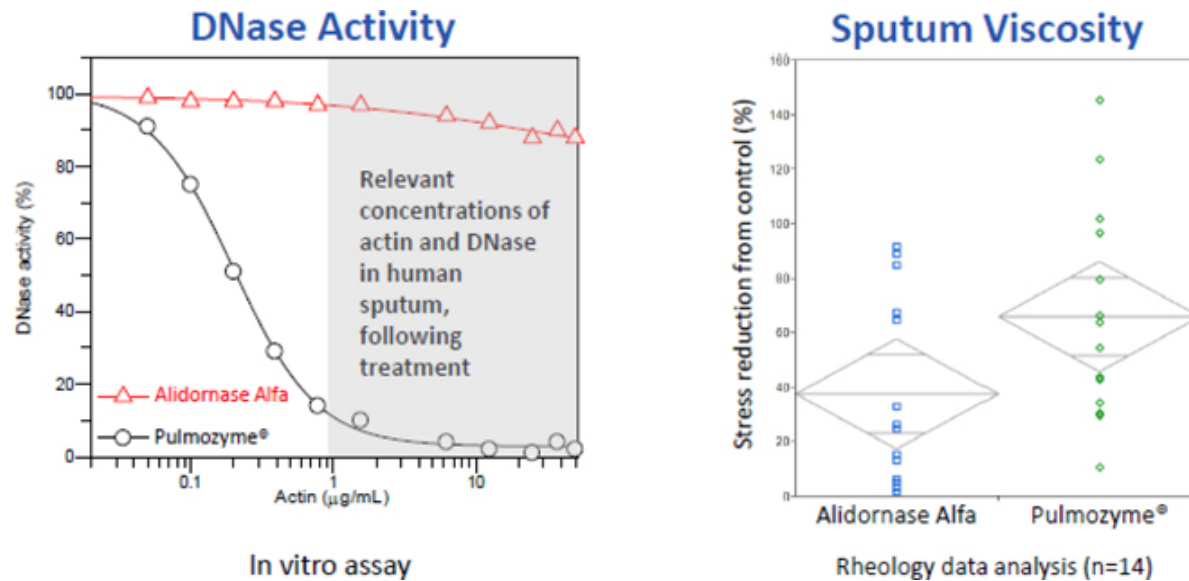 DNase Activity
100
80
60
40
20
0
DNase activity (%)
Relevant
concentrations of
actin and DNase
in human
sputum,
following
treatment
Alidornase Alfa
Pulmozyme®
0.1
1
10
Actin (µg/mL)
In vitro assay
Sputum Viscosity
160
140
120
100
80
60
40
20
0
Stress reduction from control (%)
Alidornase Alfa
Pulmozyme®
Rheology data analysis (n=14)